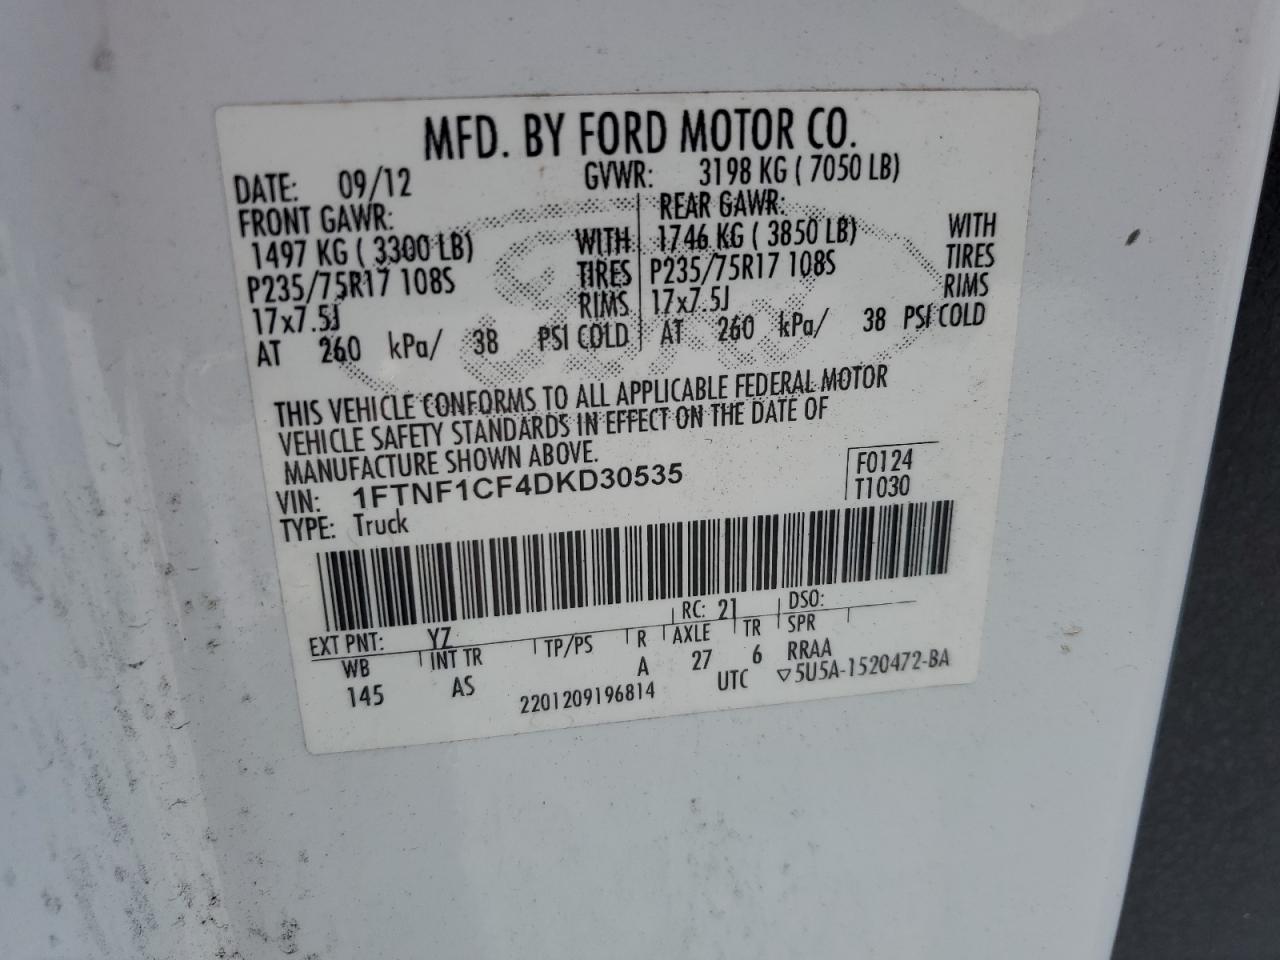 MFD. BY FORD MOTOR CO.
DATE: 09/12 GVWR: 3198 KG ( 7050 LB)
FRONT GAWR: REAR GAWR:
1497 KG ( 3300 LB) WITH 1746 KG ( 3850 LB) WITH
P235/75R17 108S TIRES P235/75R17 108S TIRES
17x7.5J RIMS 17x7.5J RIMS
AT 260 kPa/ 38 PSI COLD AT 260 kPa/ 38 PSI COLD
THIS VEHICLE CONFORMS TO ALL APPLICABLE FEDERAL MOTOR
VEHICLE SAFETY STANDARDS IN EFFECT ON THE DATE OF
MANUFACTURE SHOWN ABOVE.
VIN: 1FTNF1CF4DKD30535 F0124
TYPE: Truck T1030
EXT PNT: YZ RC: 21 DSO:
WB INT TR TP/PS R AXLE TR SPR
145 AS A 27 6 RRAA
2201209196814 UTC ▽5U5A-1520472-BA